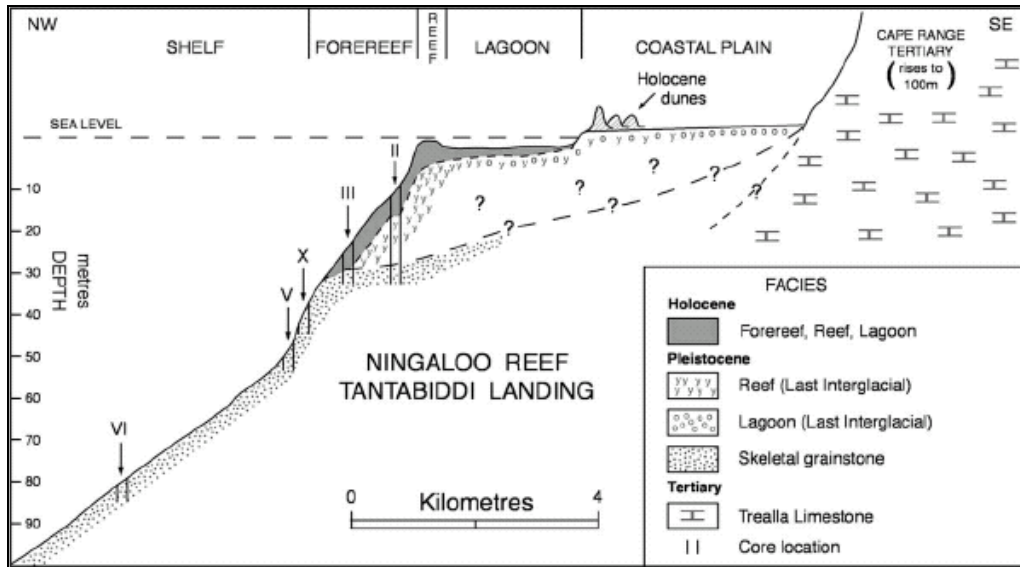 NW
SE
SHELF
FOREREEF
REEF
LAGOON
COASTAL PLAIN
CAPE RANGE
TERTIARY
( rises to )
100m
Holocene
dunes
SEA LEVEL
II
III
X
V
VI
10
20
30
40
50
60
70
80
90
metres
DEPTH
? ? ? ? ? ? ?
y o y o y o y o o o o o
NINGALOO REEF
TANTABIDDI LANDING
0 Kilometres 4
FACIES
Holocene
Forereef, Reef, Lagoon
Pleistocene
yy y y
y y y y
Reef (Last Interglacial)
Lagoon (Last Interglacial)
Skeletal grainstone
Tertiary
Trealla Limestone
Core location